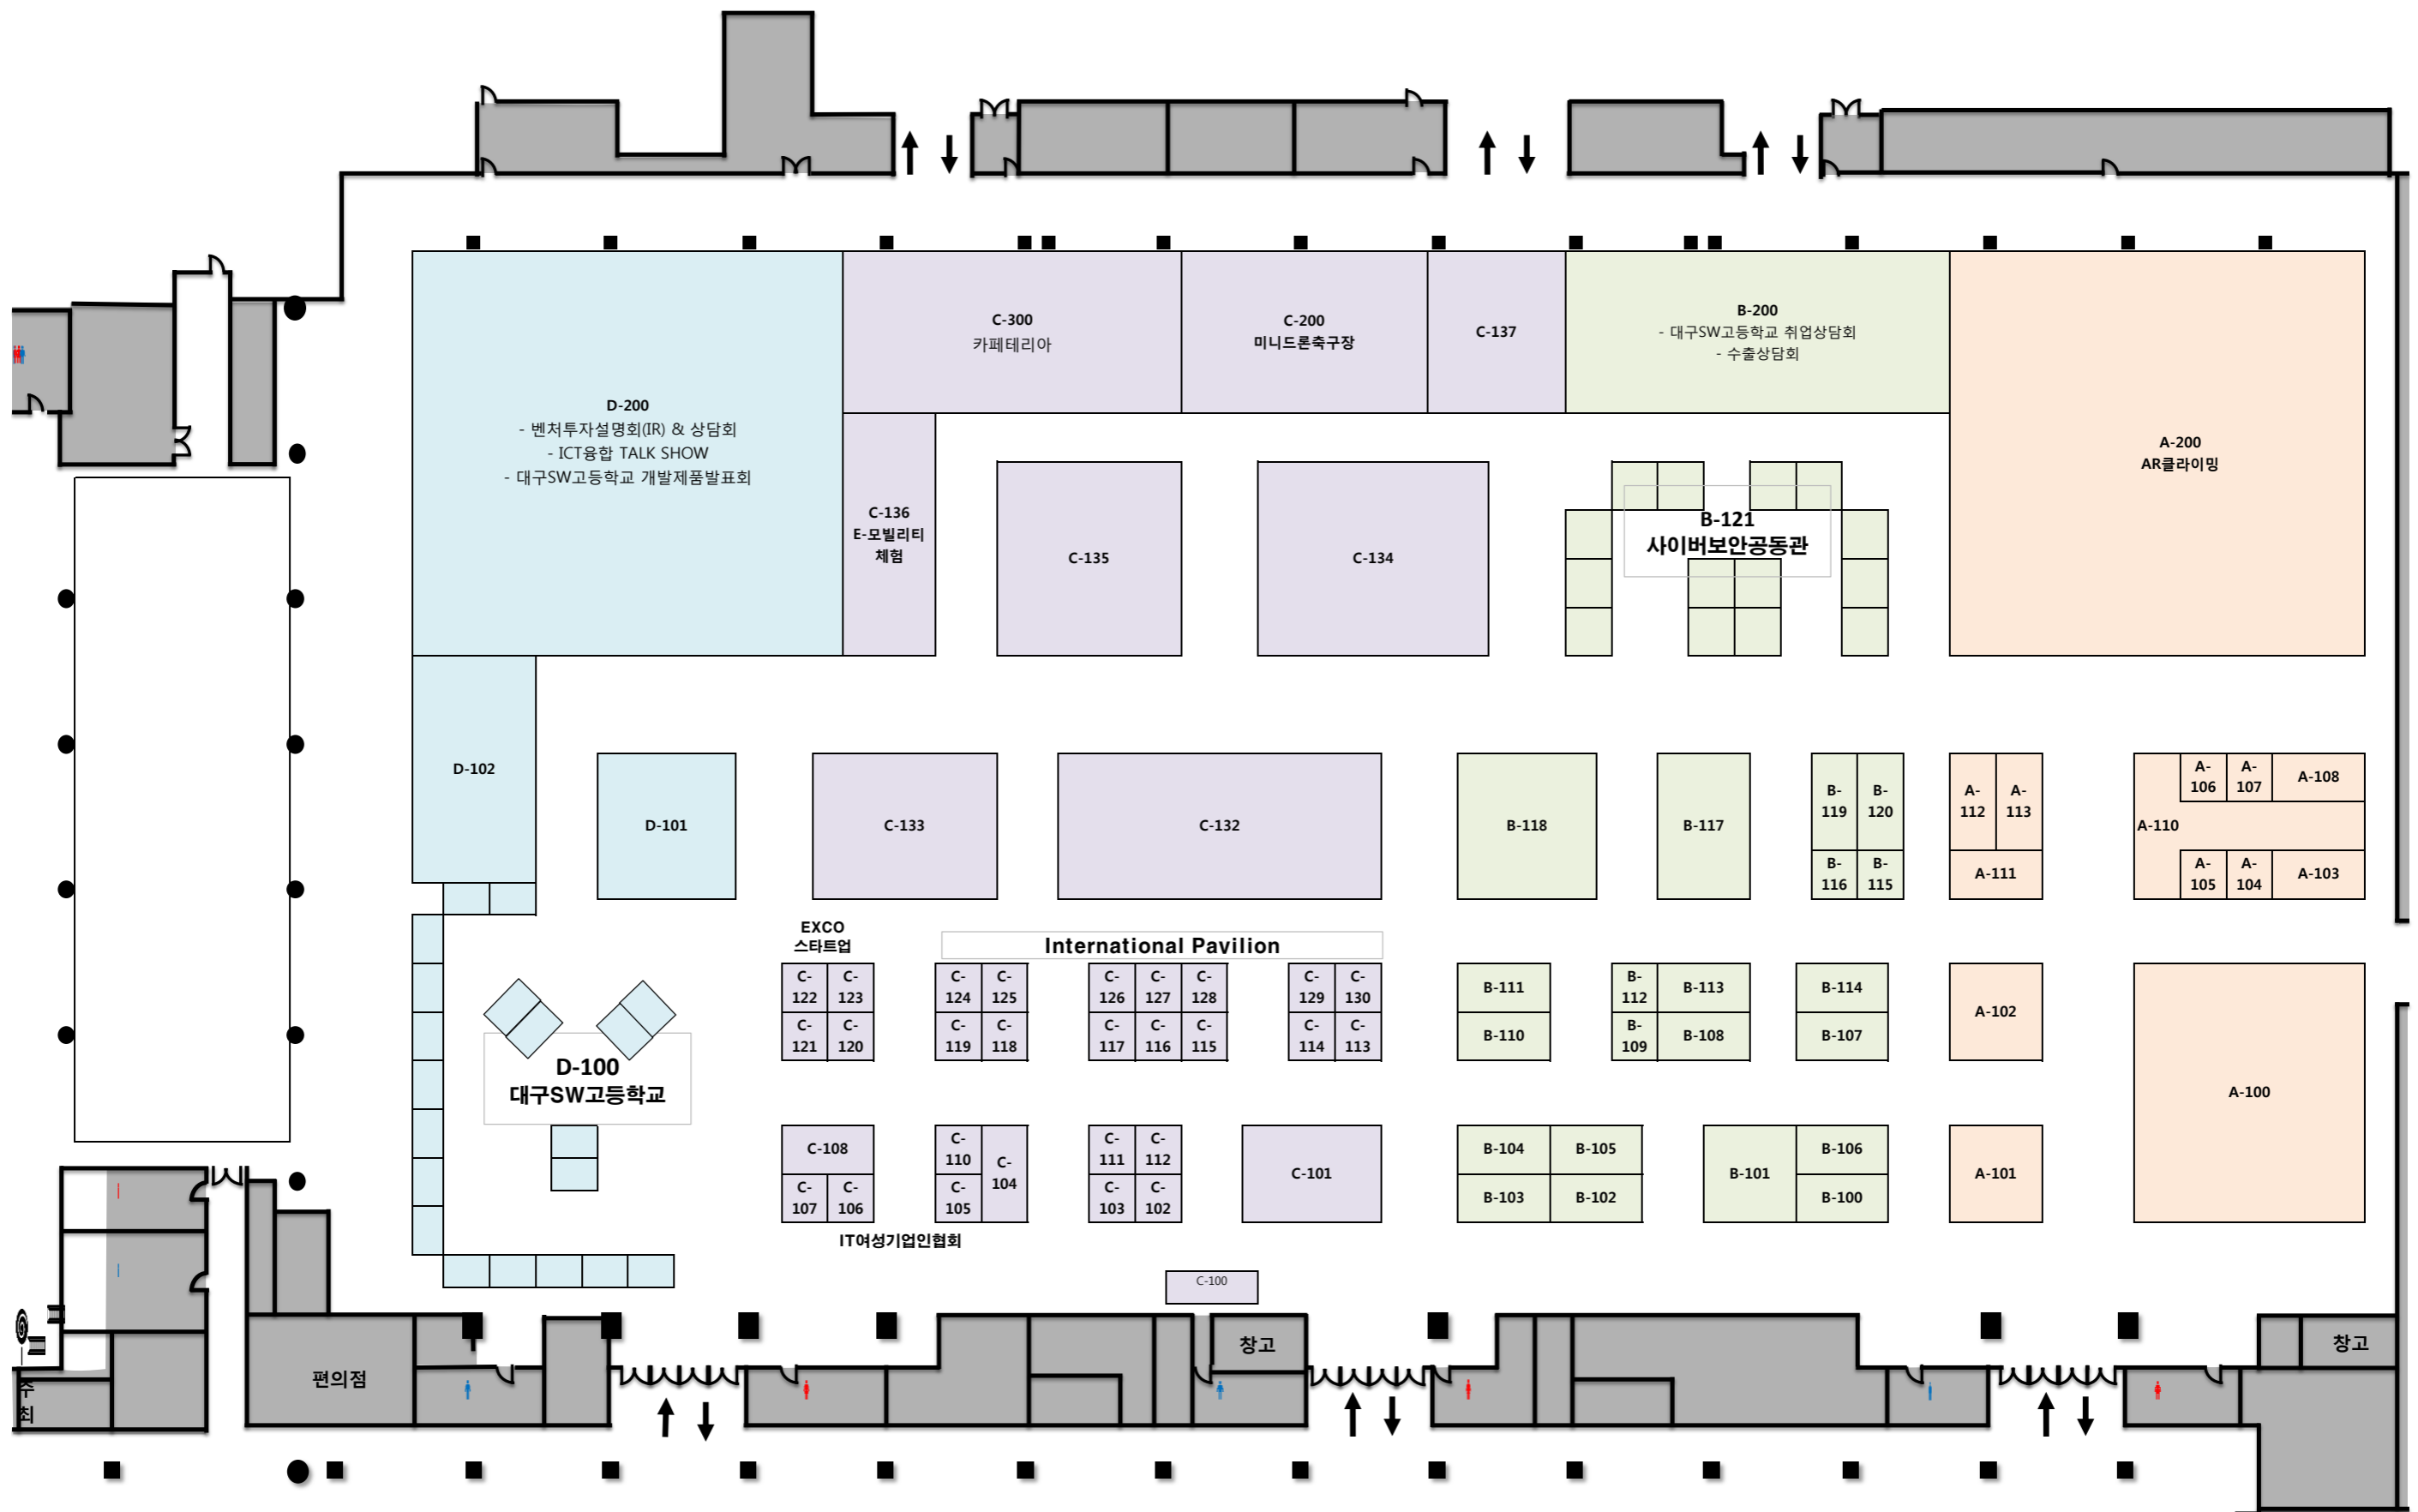 C-300
카페테리아
C-200
미니드론축구장
C-137
B-200
- 대구SW고등학교 취업상담회
- 수출상담회
D-200
- 벤처투자설명회(IR) & 상담회
- ICT융합 TALK SHOW
- 대구SW고등학교 개발제품발표회
A-200
AR클라이밍
C-136
E-모빌리티
체험
C-135
C-134
B-121
사이버보안공동관
D-102
D-101
C-133
C-132
B-118
B-117
B-
119
B-
120
B-
116
B-
115
A-
112
A-
113
A-111
A-110
A-
106
A-
107
A-108
A-
105
A-
104
A-103
EXCO
스타트업
International Pavilion
C-
122
C-
123
C-
121
C-
120
C-
124
C-
125
C-
119
C-
118
C-
126
C-
127
C-
128
C-
117
C-
116
C-
115
C-
129
C-
130
C-
114
C-
113
B-111
B-110
B-
112
B-113
B-
109
B-108
B-114
B-107
A-102
A-100
D-100
대구SW고등학교
C-108
C-
107
C-
106
C-
110
C-
104
C-
105
C-
111
C-
112
C-
103
C-
102
C-101
B-104
B-105
B-103
B-102
B-101
B-106
B-100
A-101
IT여성기업인협회
C-100
창고
창고
편의점
주
최